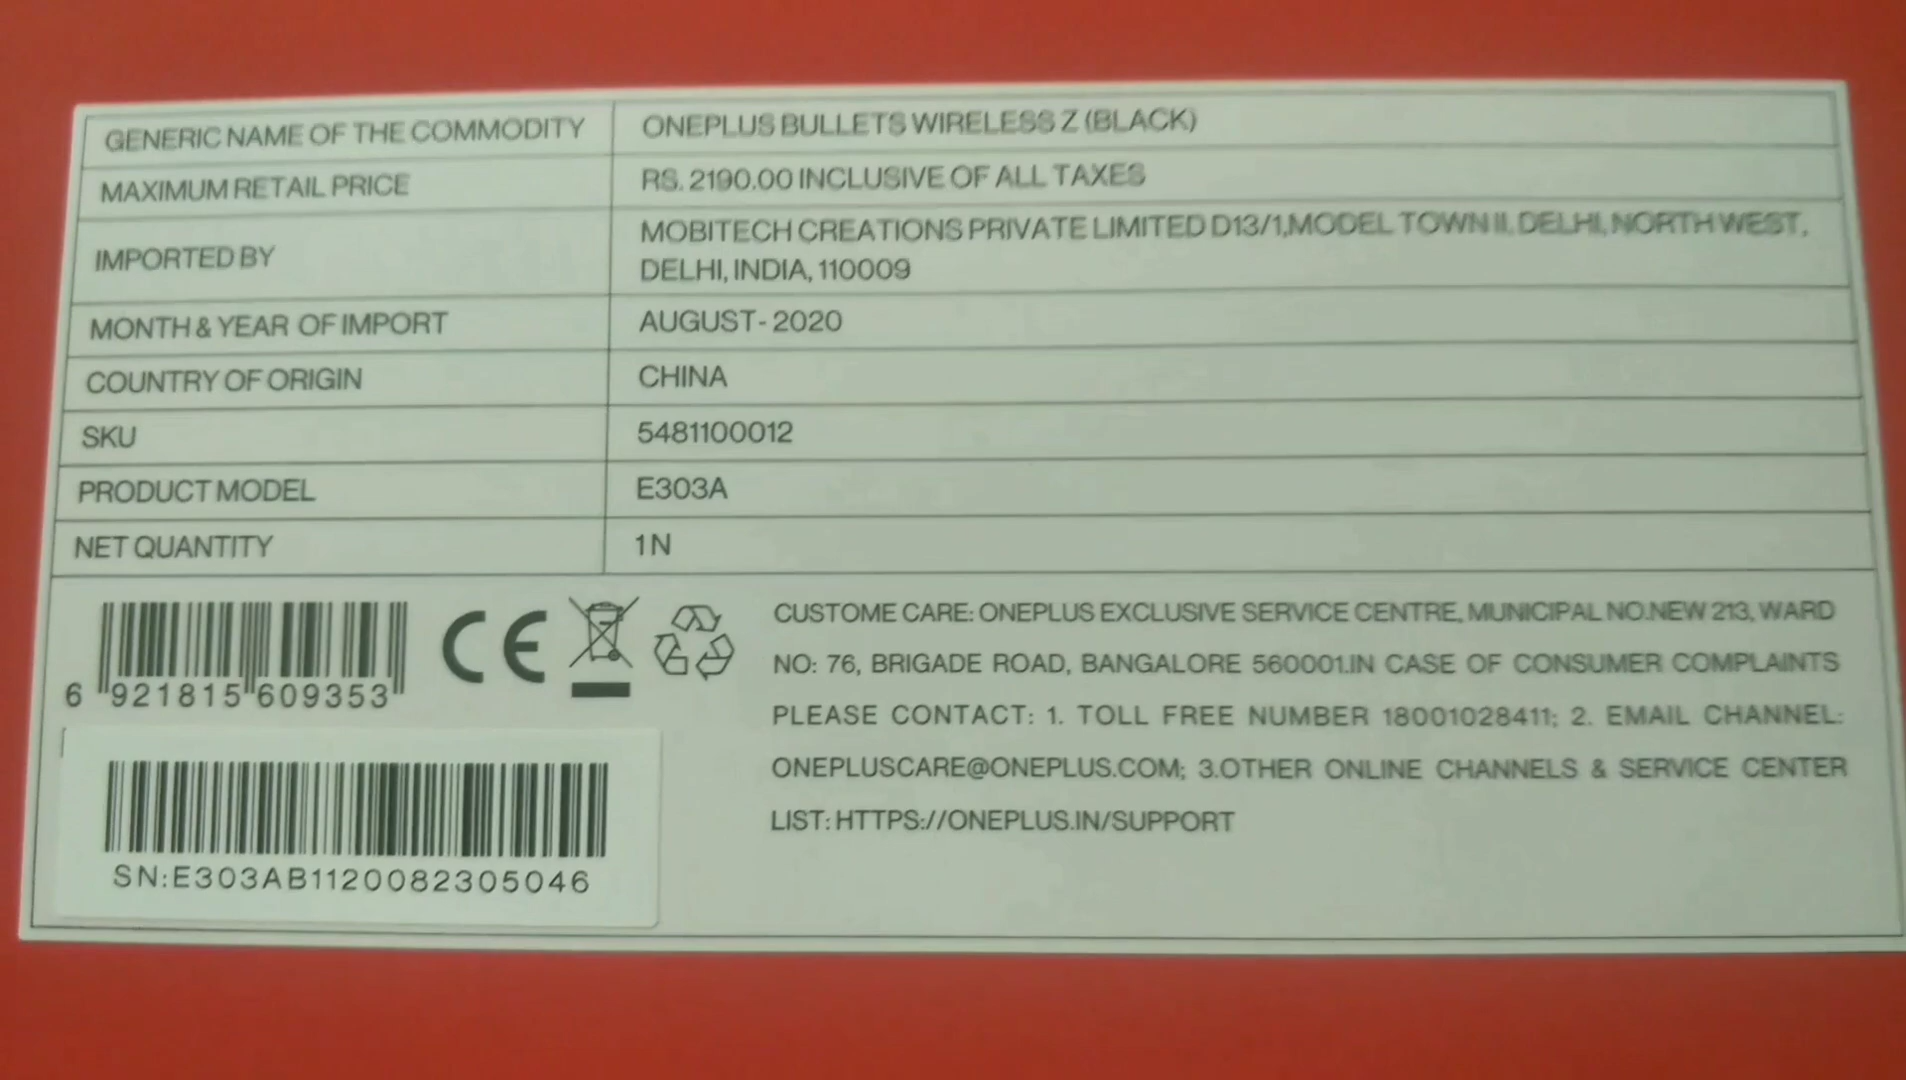 GENERIC NAME OF THE COMMODITY ONEPLUS BULLETS WIRELESS Z (BLACK)
MAXIMUM RETAIL PRICE RS. 2190.00 INCLUSIVE OF ALL TAXES
IMPORTED BY MOBITECH CREATIONS PRIVATE LIMITED D13/1,MODEL TOWN II, DELHI, NORTH WEST,
DELHI, INDIA, 110009
MONTH & YEAR OF IMPORT AUGUST- 2020
COUNTRY OF ORIGIN CHINA
SKU 5481100012
PRODUCT MODEL E303A
NET QUANTITY 1N
6 921815 609353
CE
CUSTOME CARE: ONEPLUS EXCLUSIVE SERVICE CENTRE, MUNICIPAL NO.NEW 213, WARD
NO: 76, BRIGADE ROAD, BANGALORE 560001.IN CASE OF CONSUMER COMPLAINTS
PLEASE CONTACT: 1. TOLL FREE NUMBER 18001028411; 2. EMAIL CHANNEL:
ONEPLUSCARE@ONEPLUS.COM; 3.OTHER ONLINE CHANNELS & SERVICE CENTER
LIST: HTTPS://ONEPLUS.IN/SUPPORT
SN:E303AB1120082305046